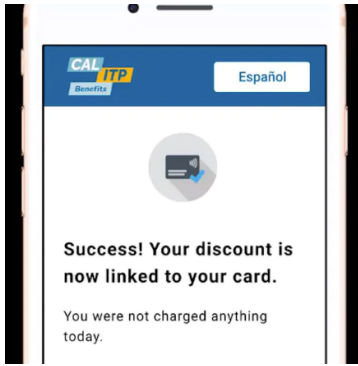 CAL
ITP
Benefits
Español
Success! Your discount is
now linked to your card.
You were not charged anything
today.